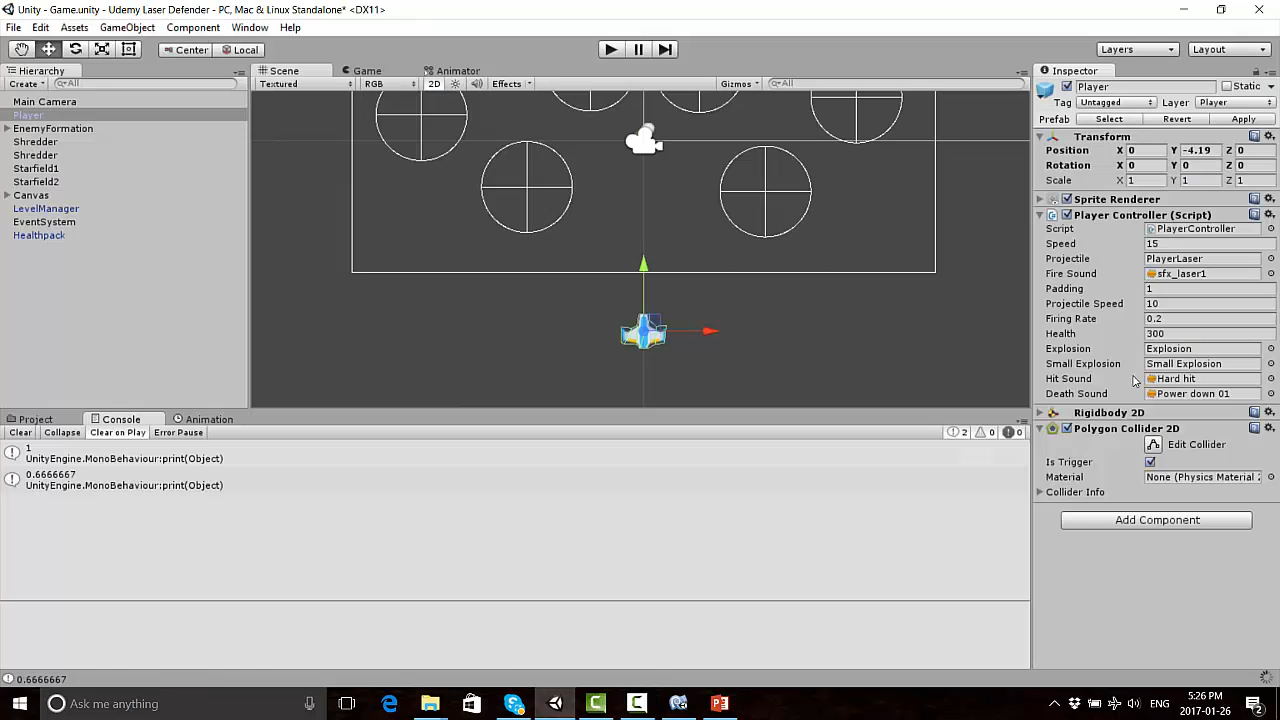 Unity - Game.unity - Udemy Laser Defender - PC, Mac & Linux Standalone* <DX11>
File Edit Assets GameObject Component Window Help
Center Local Layers Layout
Hierarchy Scene Game Animator Inspector
Create All Textured RGB 2D Effects Gizmos All
Player Static
Tag Untagged Layer Player
Prefab Select Revert Apply
Main Camera
Player
EnemyFormation
Shredder
Shredder
Starfield1
Starfield2
Canvas
LevelManager
EventSystem
Healthpack
Transform
Position X 0 Y -4.19 Z 0
Rotation X 0 Y 0 Z 0
Scale X 1 Y 1 Z 1
Sprite Renderer
Player Controller (Script)
Script PlayerController
Speed 15
Projectile PlayerLaser
Fire Sound sfx_laser1
Padding 1
Projectile Speed 10
Firing Rate 0.2
Health 300
Explosion Explosion
Small Explosion Small Explosion
Hit Sound Hard hit
Death Sound Power down 01
Rigidbody 2D
Polygon Collider 2D
Edit Collider
Is Trigger
Material None (Physics Material
Collider Info
Add Component
Project Console Animation
Clear Collapse Clear on Play Error Pause 2 0 0
1
UnityEngine.MonoBehaviour:print(Object)
0.6666667
UnityEngine.MonoBehaviour:print(Object)
0.6666667
Ask me anything
5:26 PM
2017-01-26
2